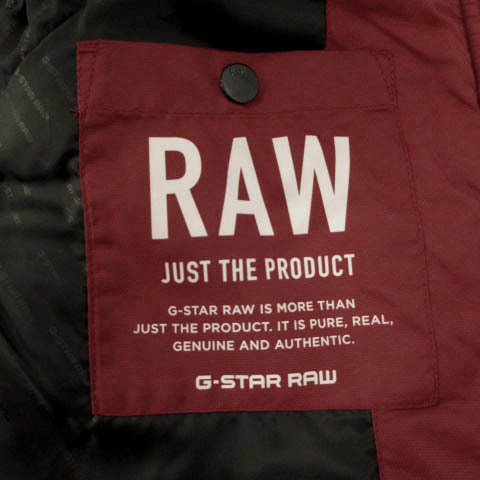 RAW
JUST THE PRODUCT
G-STAR RAW IS MORE THAN
JUST THE PRODUCT. IT IS PURE, REAL,
GENUINE AND AUTHENTIC.
G-STAR RAW